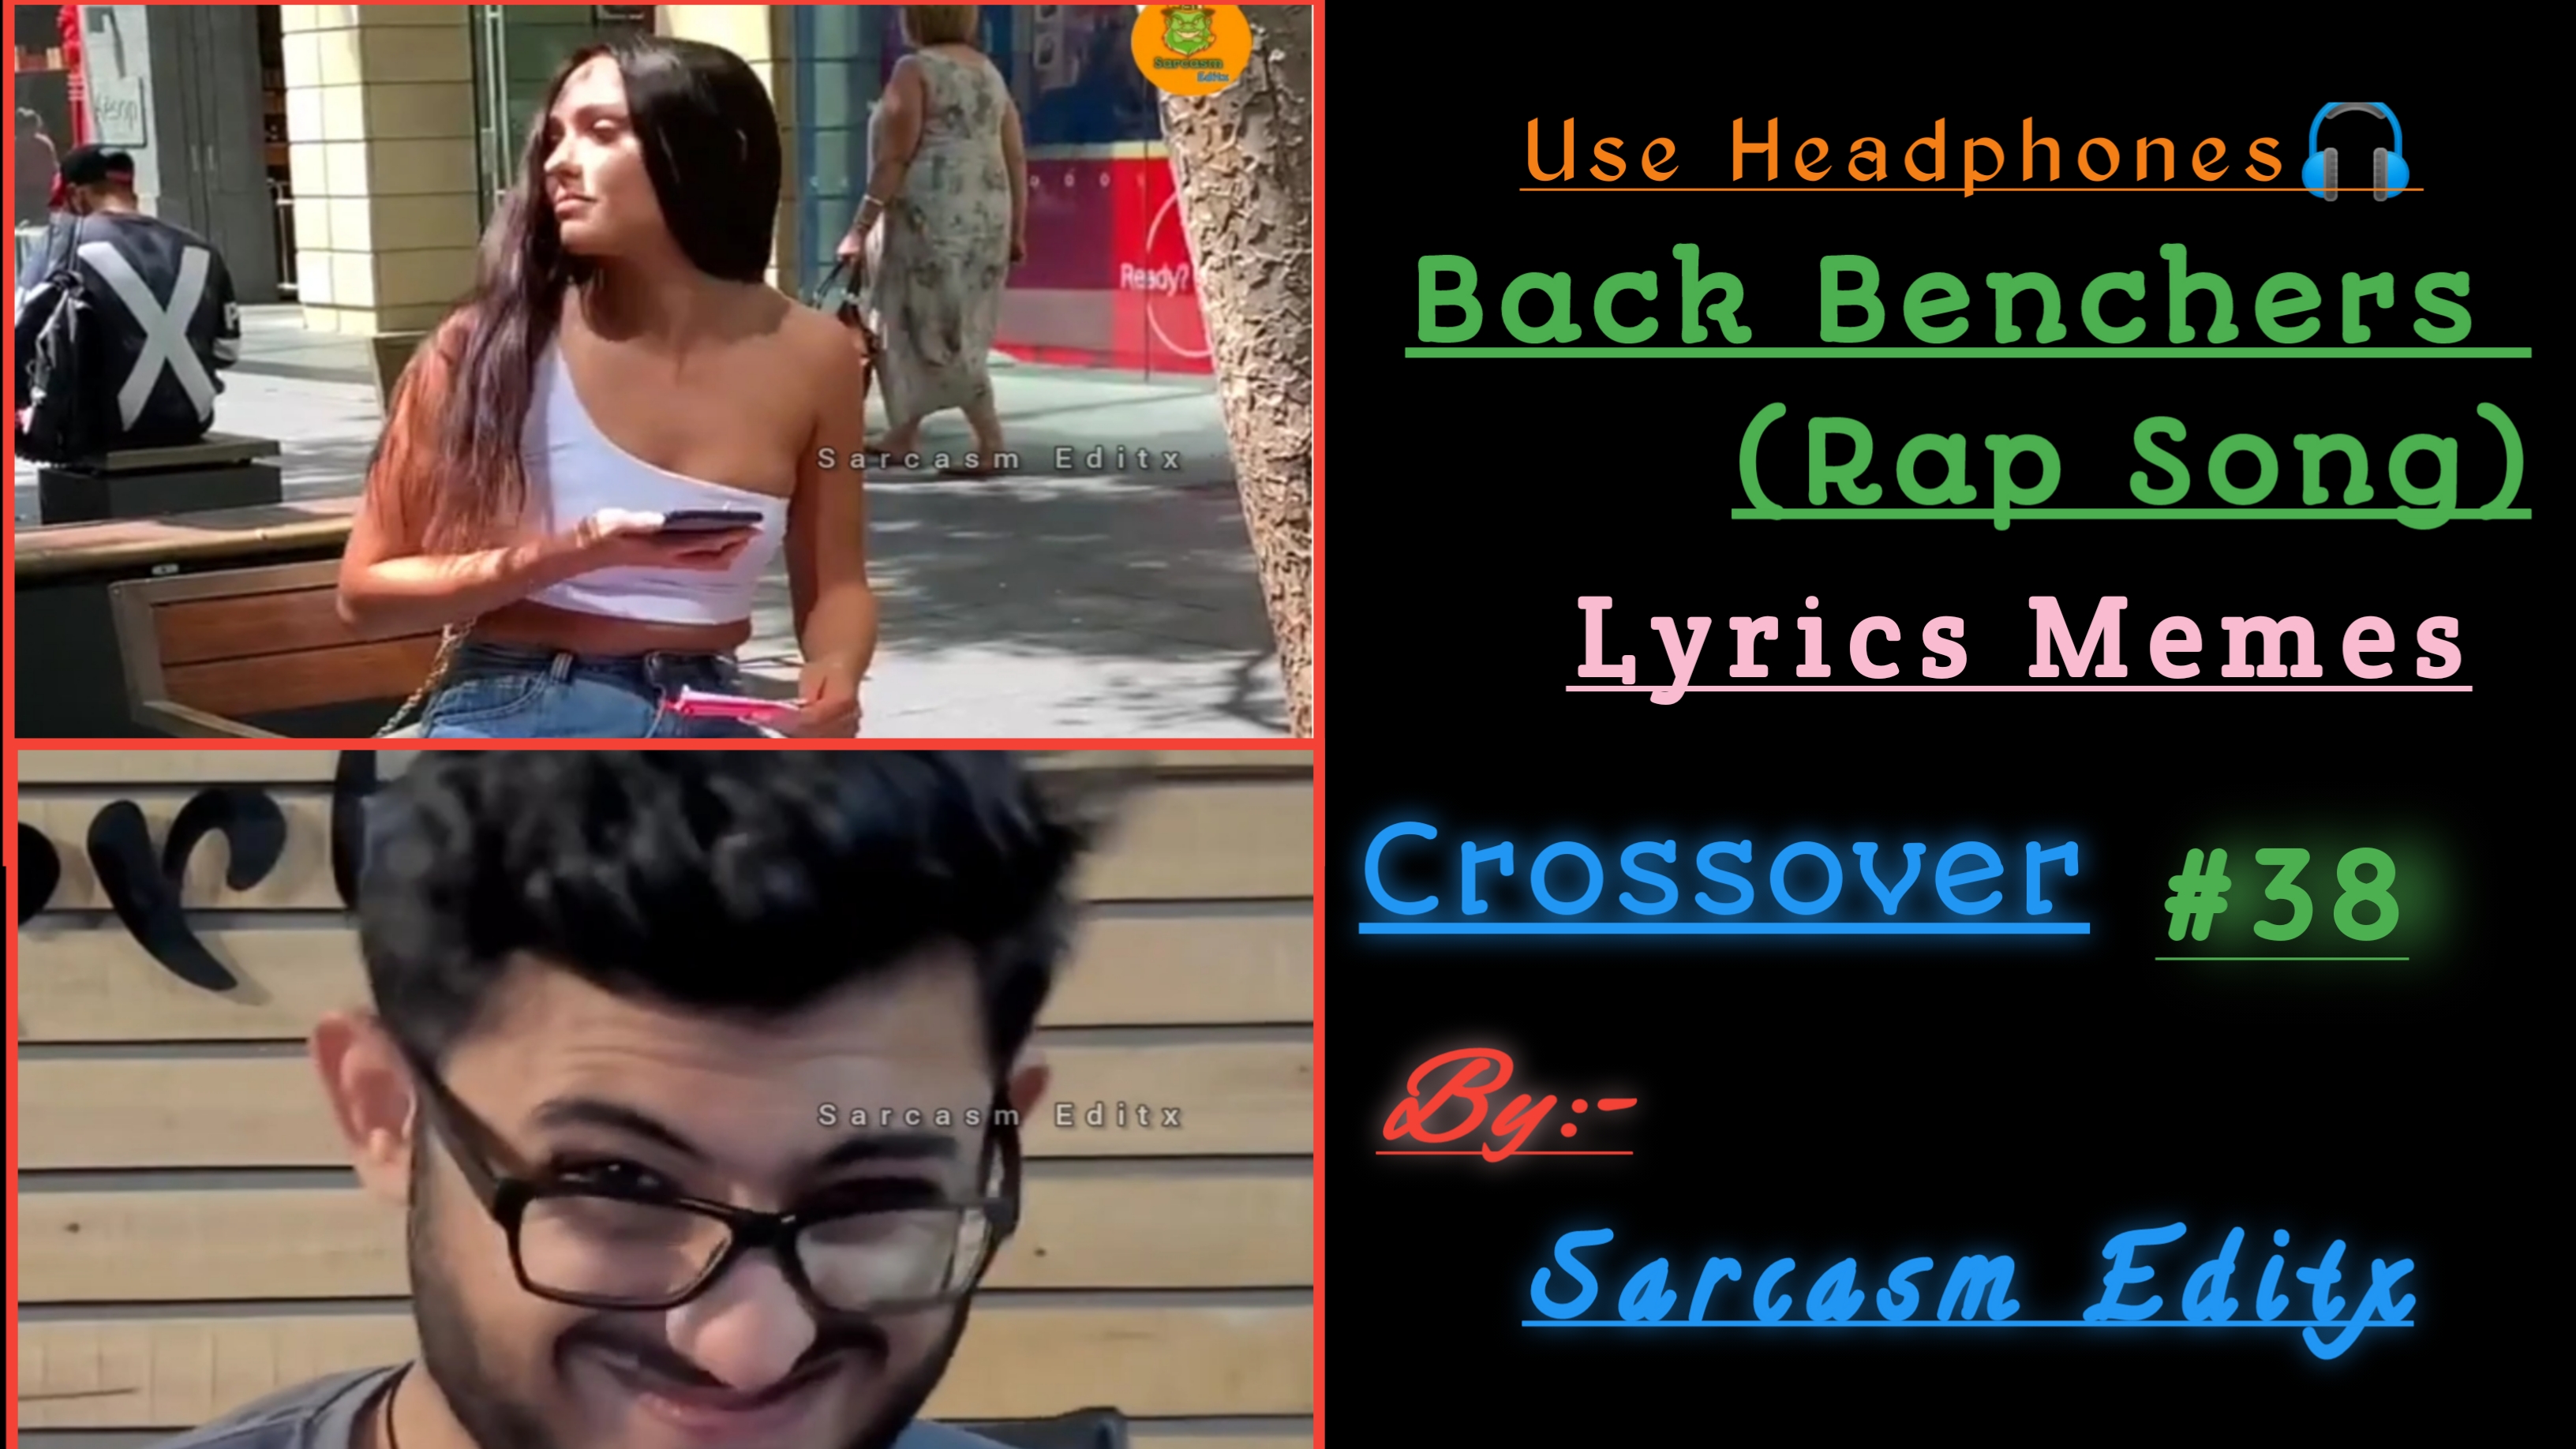 Sarcasm
Editx
Aesop
X
P
Ready?
Sarcasm Editx
r
Sarcasm Editx
Use Headphones🎧
Back Benchers
(Rap Song)
Lyrics Memes
Crossover #38
By:-
Sarcasm Editx